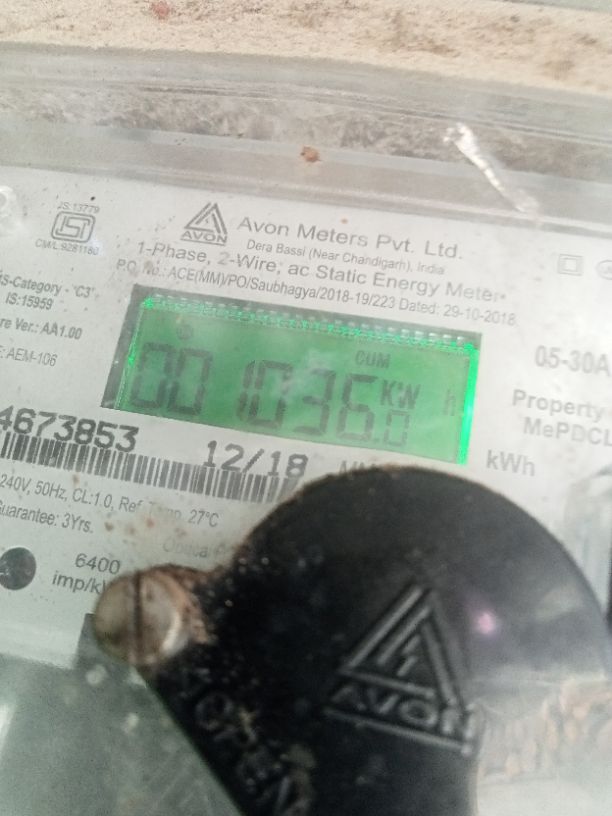 IS:13779
CM/L 9281180
AVON
Avon Meters Pvt. Ltd.
Dera Bassi (Near Chandigarh), India
1-Phase, 2-Wire, ac Static Energy Meter
P.O. No.: ACE(MM)/PO/Saubhagya/2018-19/223 Dated: 29-10-2018
s-Category - 'C3'
IS:15959
re Ver.: AA1.00
: AEM-106
CUM
001036.0 KW h
05-30A
Property
MePDCL
kWh
4673853
12/18
240V, 50Hz, CL:1.0, Ref. Temp. 27°C
Guarantee: 3Yrs.
Optical
6400
imp/k
AVON
OPEN